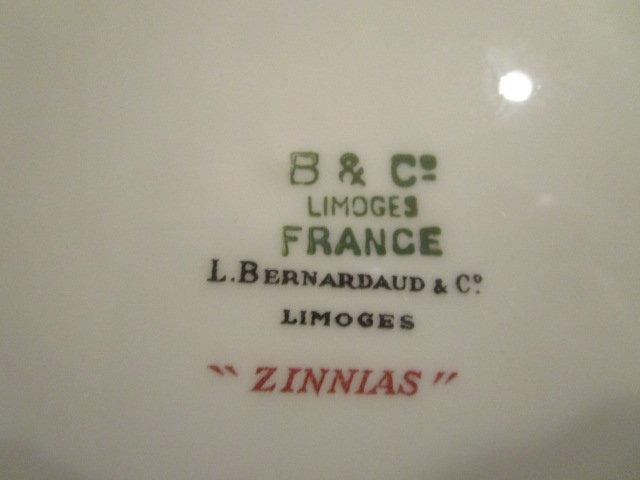 B & Cº
LIMOGES
FRANCE
L. BERNARDAUD & Cº
LIMOGES
"ZINNIAS"